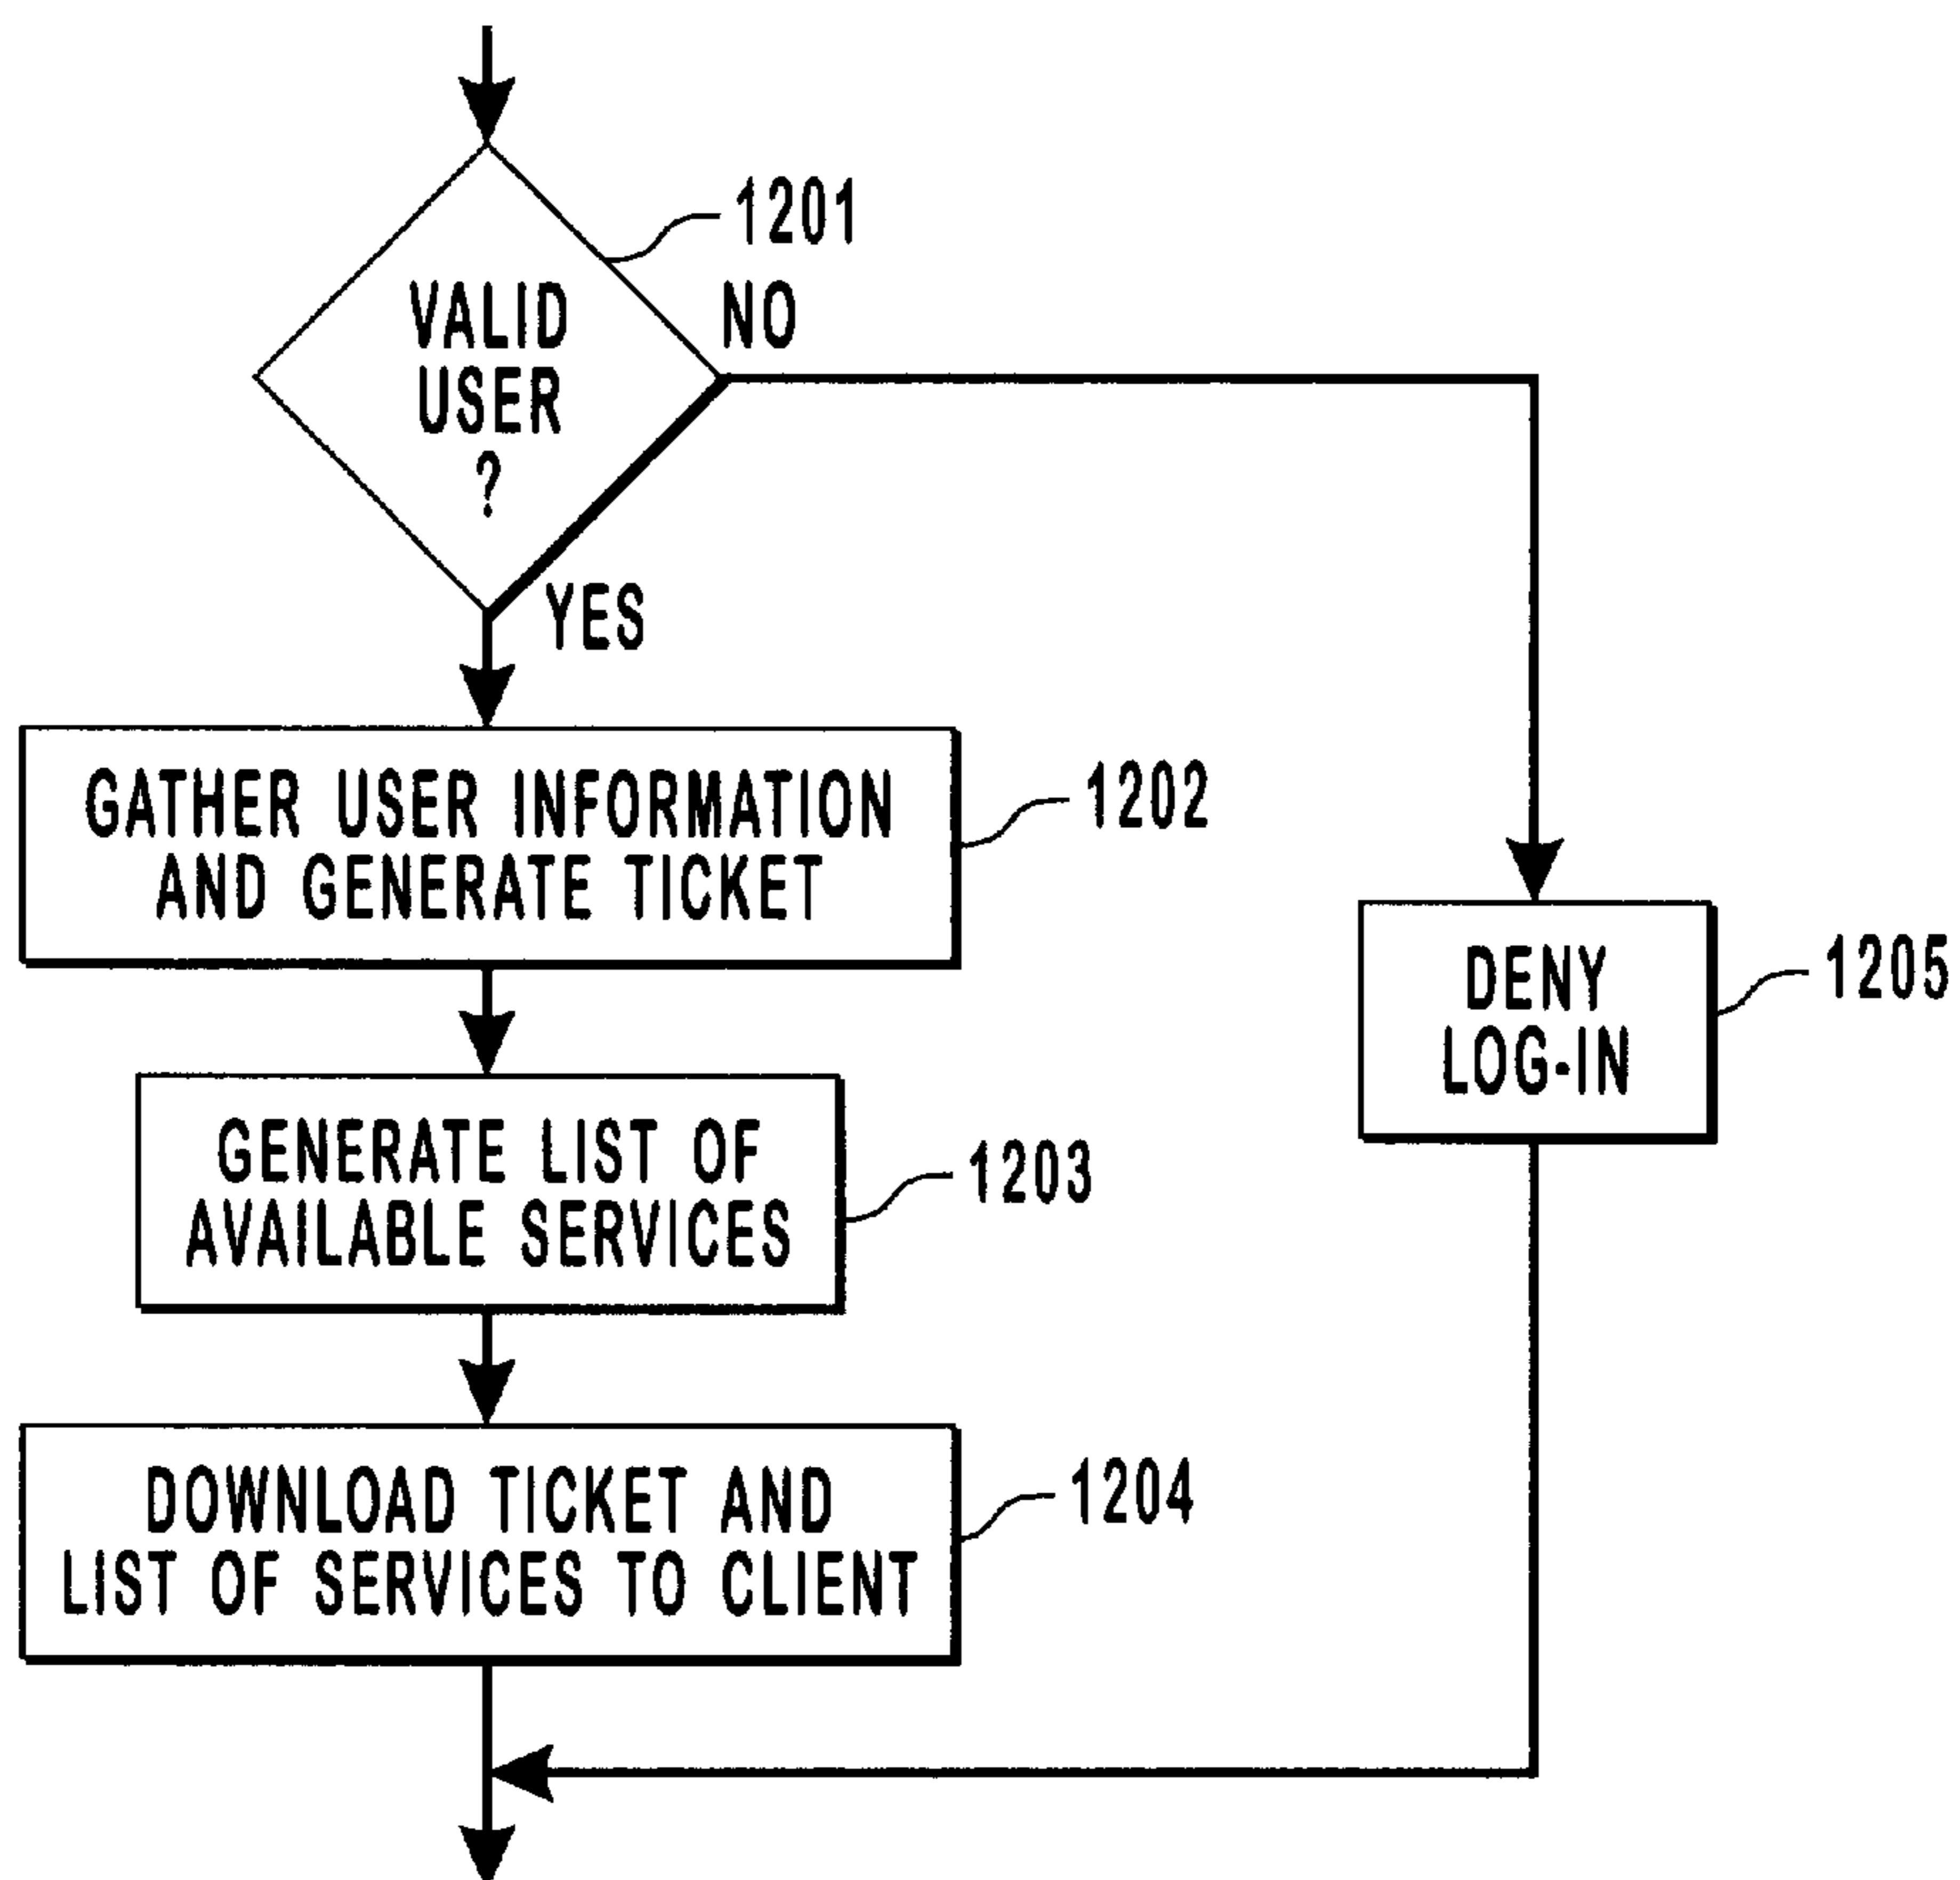 1201
VALID
USER
?
NO
YES
GATHER USER INFORMATION
AND GENERATE TICKET
1202
DENY
LOG-IN
1205
GENERATE LIST OF
AVAILABLE SERVICES
1203
DOWNLOAD TICKET AND
LIST OF SERVICES TO CLIENT
1204